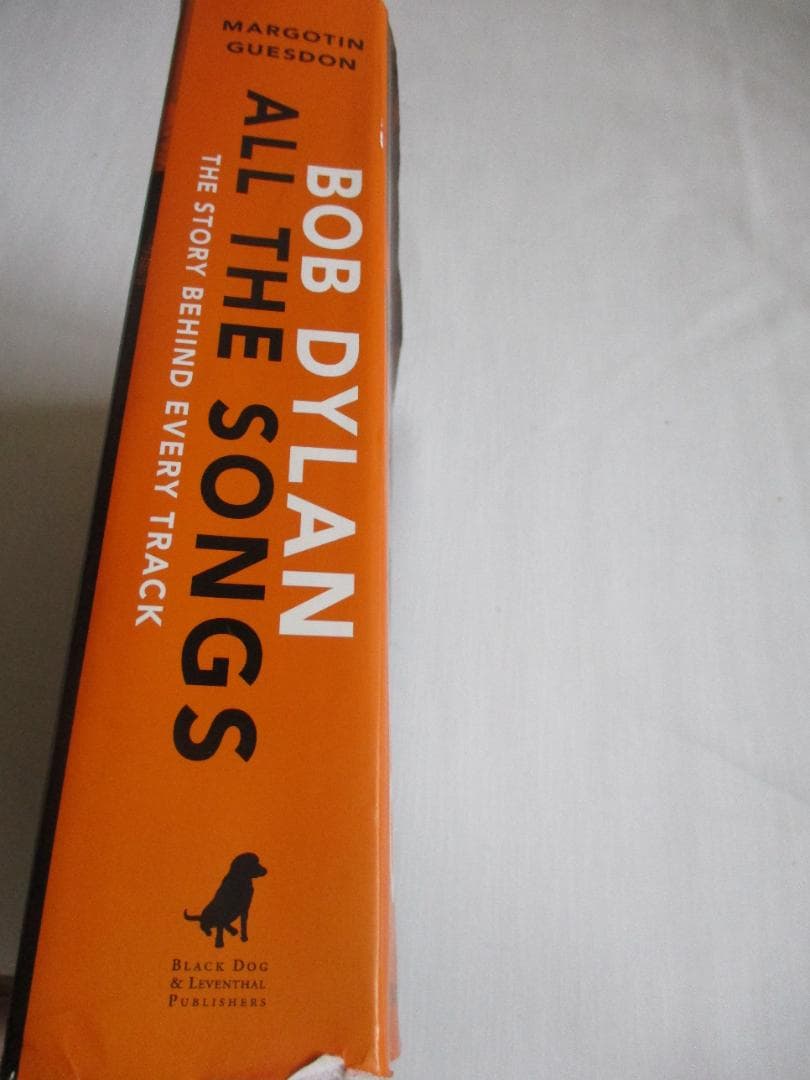 MARGOTIN
GUESDON
BOB DYLAN
ALL THE SONGS
THE STORY BEHIND EVERY TRACK
BLACK DOG
& LEVENTHAL
PUBLISHERS